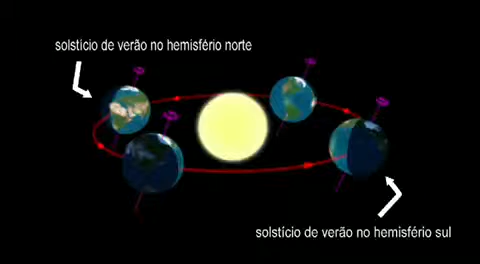 solstício de verão no hemisfério norte
solstício de verão no hemisfério sul